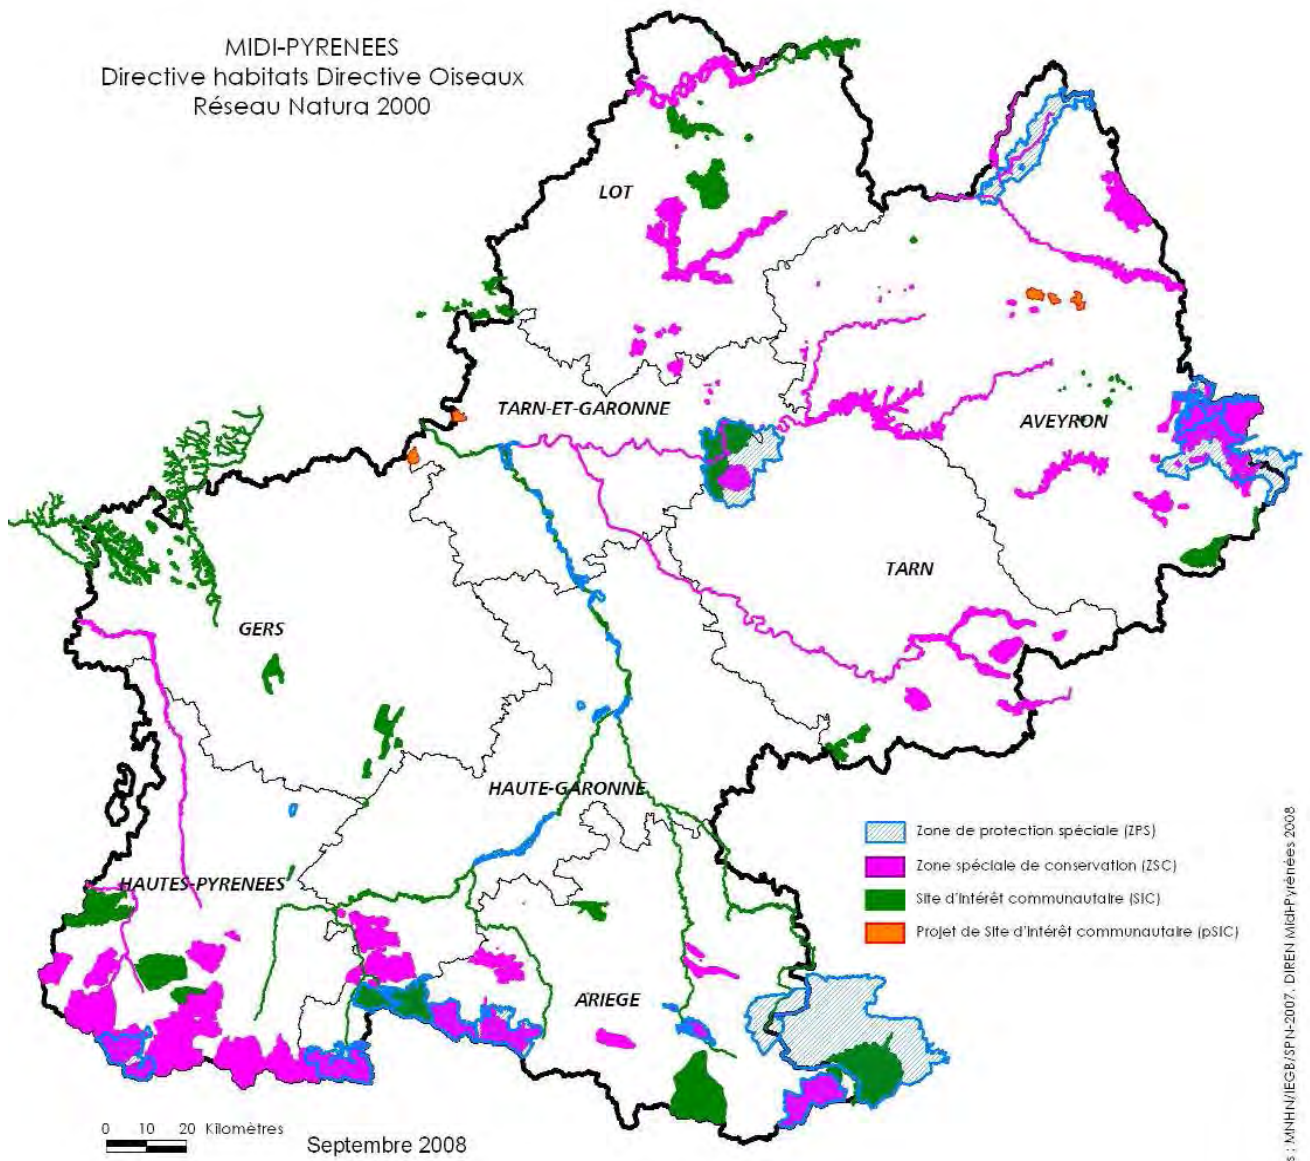 MIDI-PYRENEES
Directive habitats Directive Oiseaux
Réseau Natura 2000
LOT
TARN-ET-GARONNE
AVEYRON
TARN
GERS
HAUTE-GARONNE
HAUTES-PYRENEES
ARIEGE
Zone de protection spéciale (ZPS)
Zone spéciale de conservation (ZSC)
Site d'intérêt communautaire (SIC)
Projet de Site d'intérêt communautaire (pSIC)
0 10 20 Kilomètres
Septembre 2008
s : MNHN/IEGB/SPN-2007, DIREN Midi-Pyrénées 2008